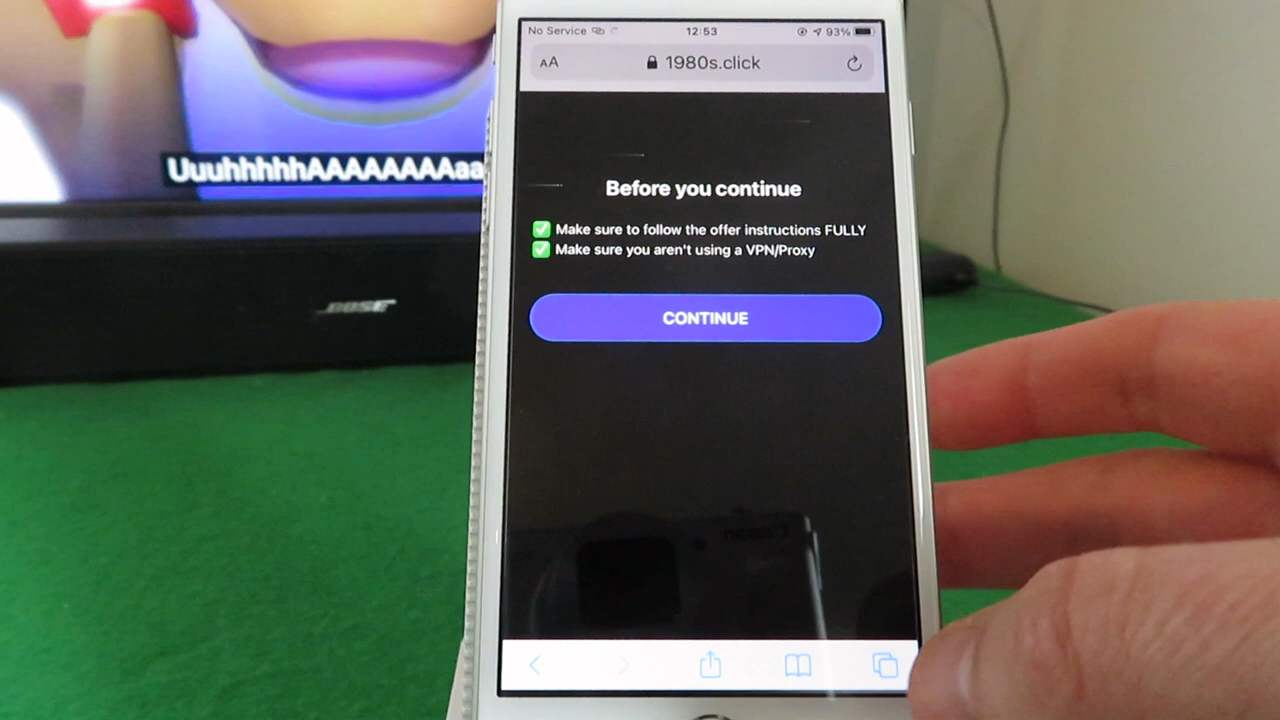 No Service
12:53
93%
AA
1980s.click
Before you continue
✅ Make sure to follow the offer instructions FULLY
✅ Make sure you aren't using a VPN/Proxy
CONTINUE
UuuhhhhhAAAAAAAAaa
BOSE
Canon